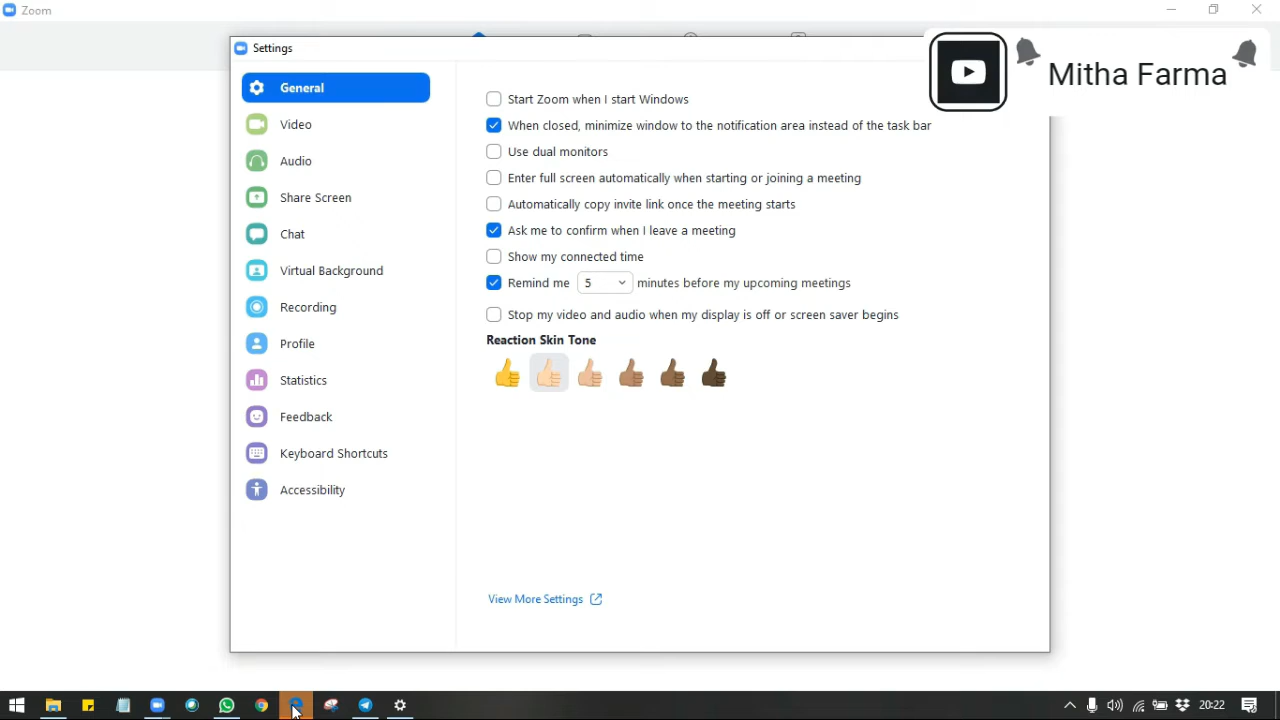 Zoom
Settings
Mitha Farma
General
Video
Audio
Share Screen
Chat
Virtual Background
Recording
Profile
Statistics
Feedback
Keyboard Shortcuts
Accessibility
Start Zoom when I start Windows
When closed, minimize window to the notification area instead of the task bar
Use dual monitors
Enter full screen automatically when starting or joining a meeting
Automatically copy invite link once the meeting starts
Ask me to confirm when I leave a meeting
Show my connected time
Remind me 5 minutes before my upcoming meetings
Stop my video and audio when my display is off or screen saver begins
Reaction Skin Tone
View More Settings
20:22